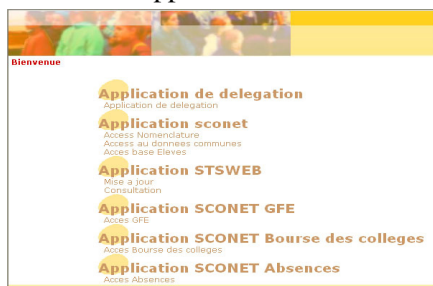 Bienvenue
Application de delegation
Application de delegation
Application sconet
Access Nomenclature
Access au donnees communes
Acces base Eleves
Application STSWEB
Mise a jour
Consultation
Application SCONET GFE
Acces GFE
Application SCONET Bourse des colleges
Acces Bourse des colleges
Application SCONET Absences
Acces Absences